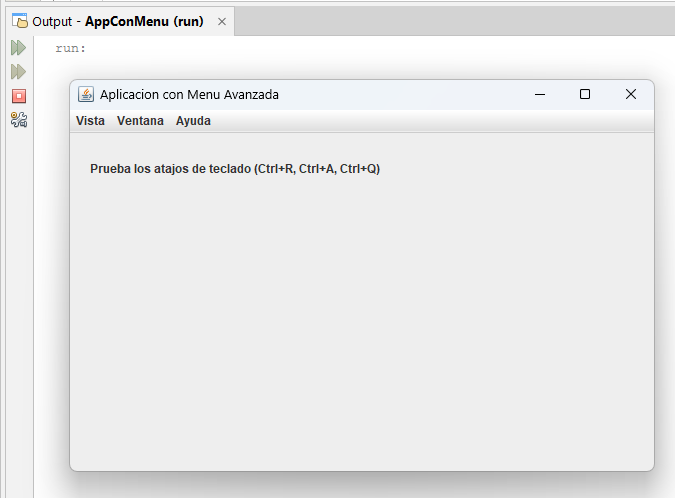 Output - AppConMenu (run)
run:
Aplicacion con Menu Avanzada
Vista Ventana Ayuda
Prueba los atajos de teclado (Ctrl+R, Ctrl+A, Ctrl+Q)